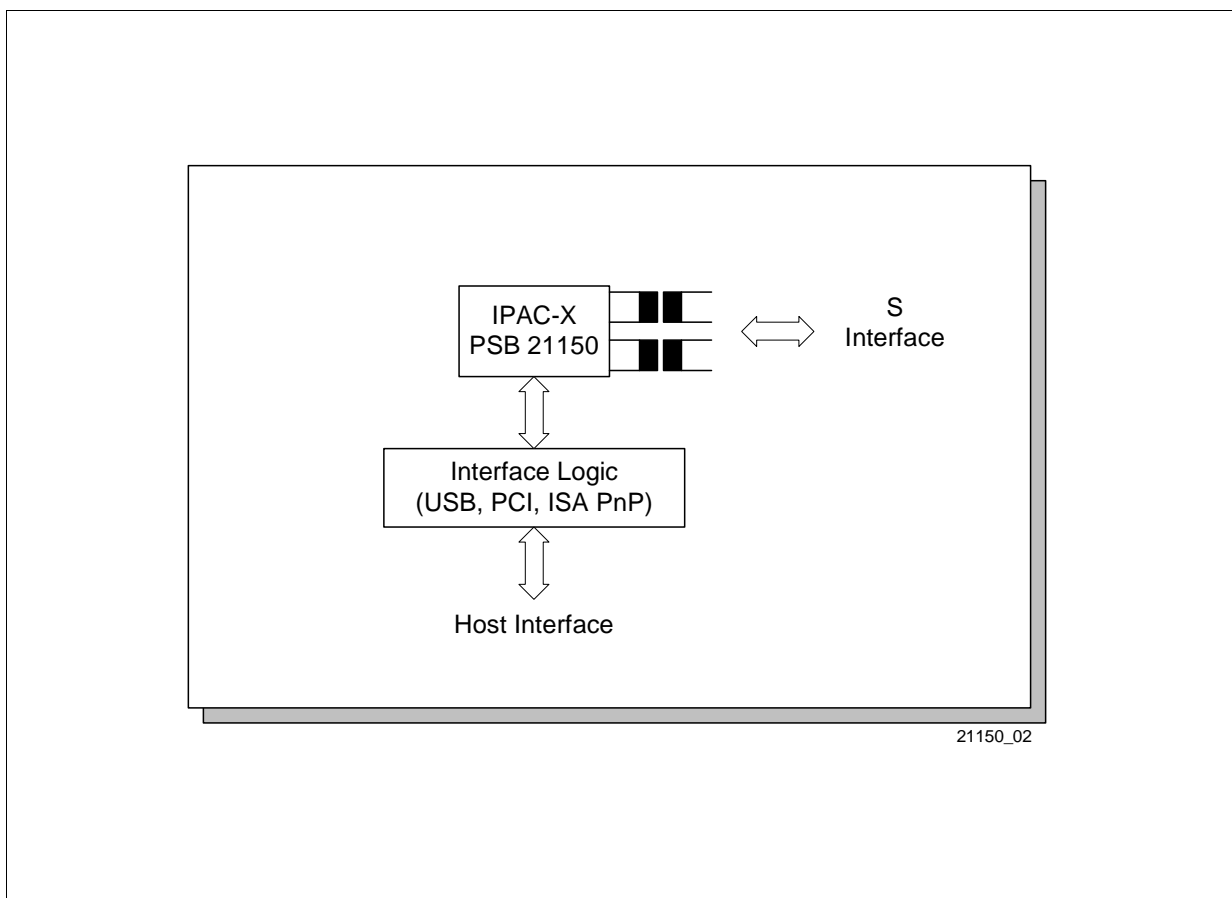 IPAC-X
PSB 21150
S
Interface
Interface Logic
(USB, PCI, ISA PnP)
Host Interface
21150_02